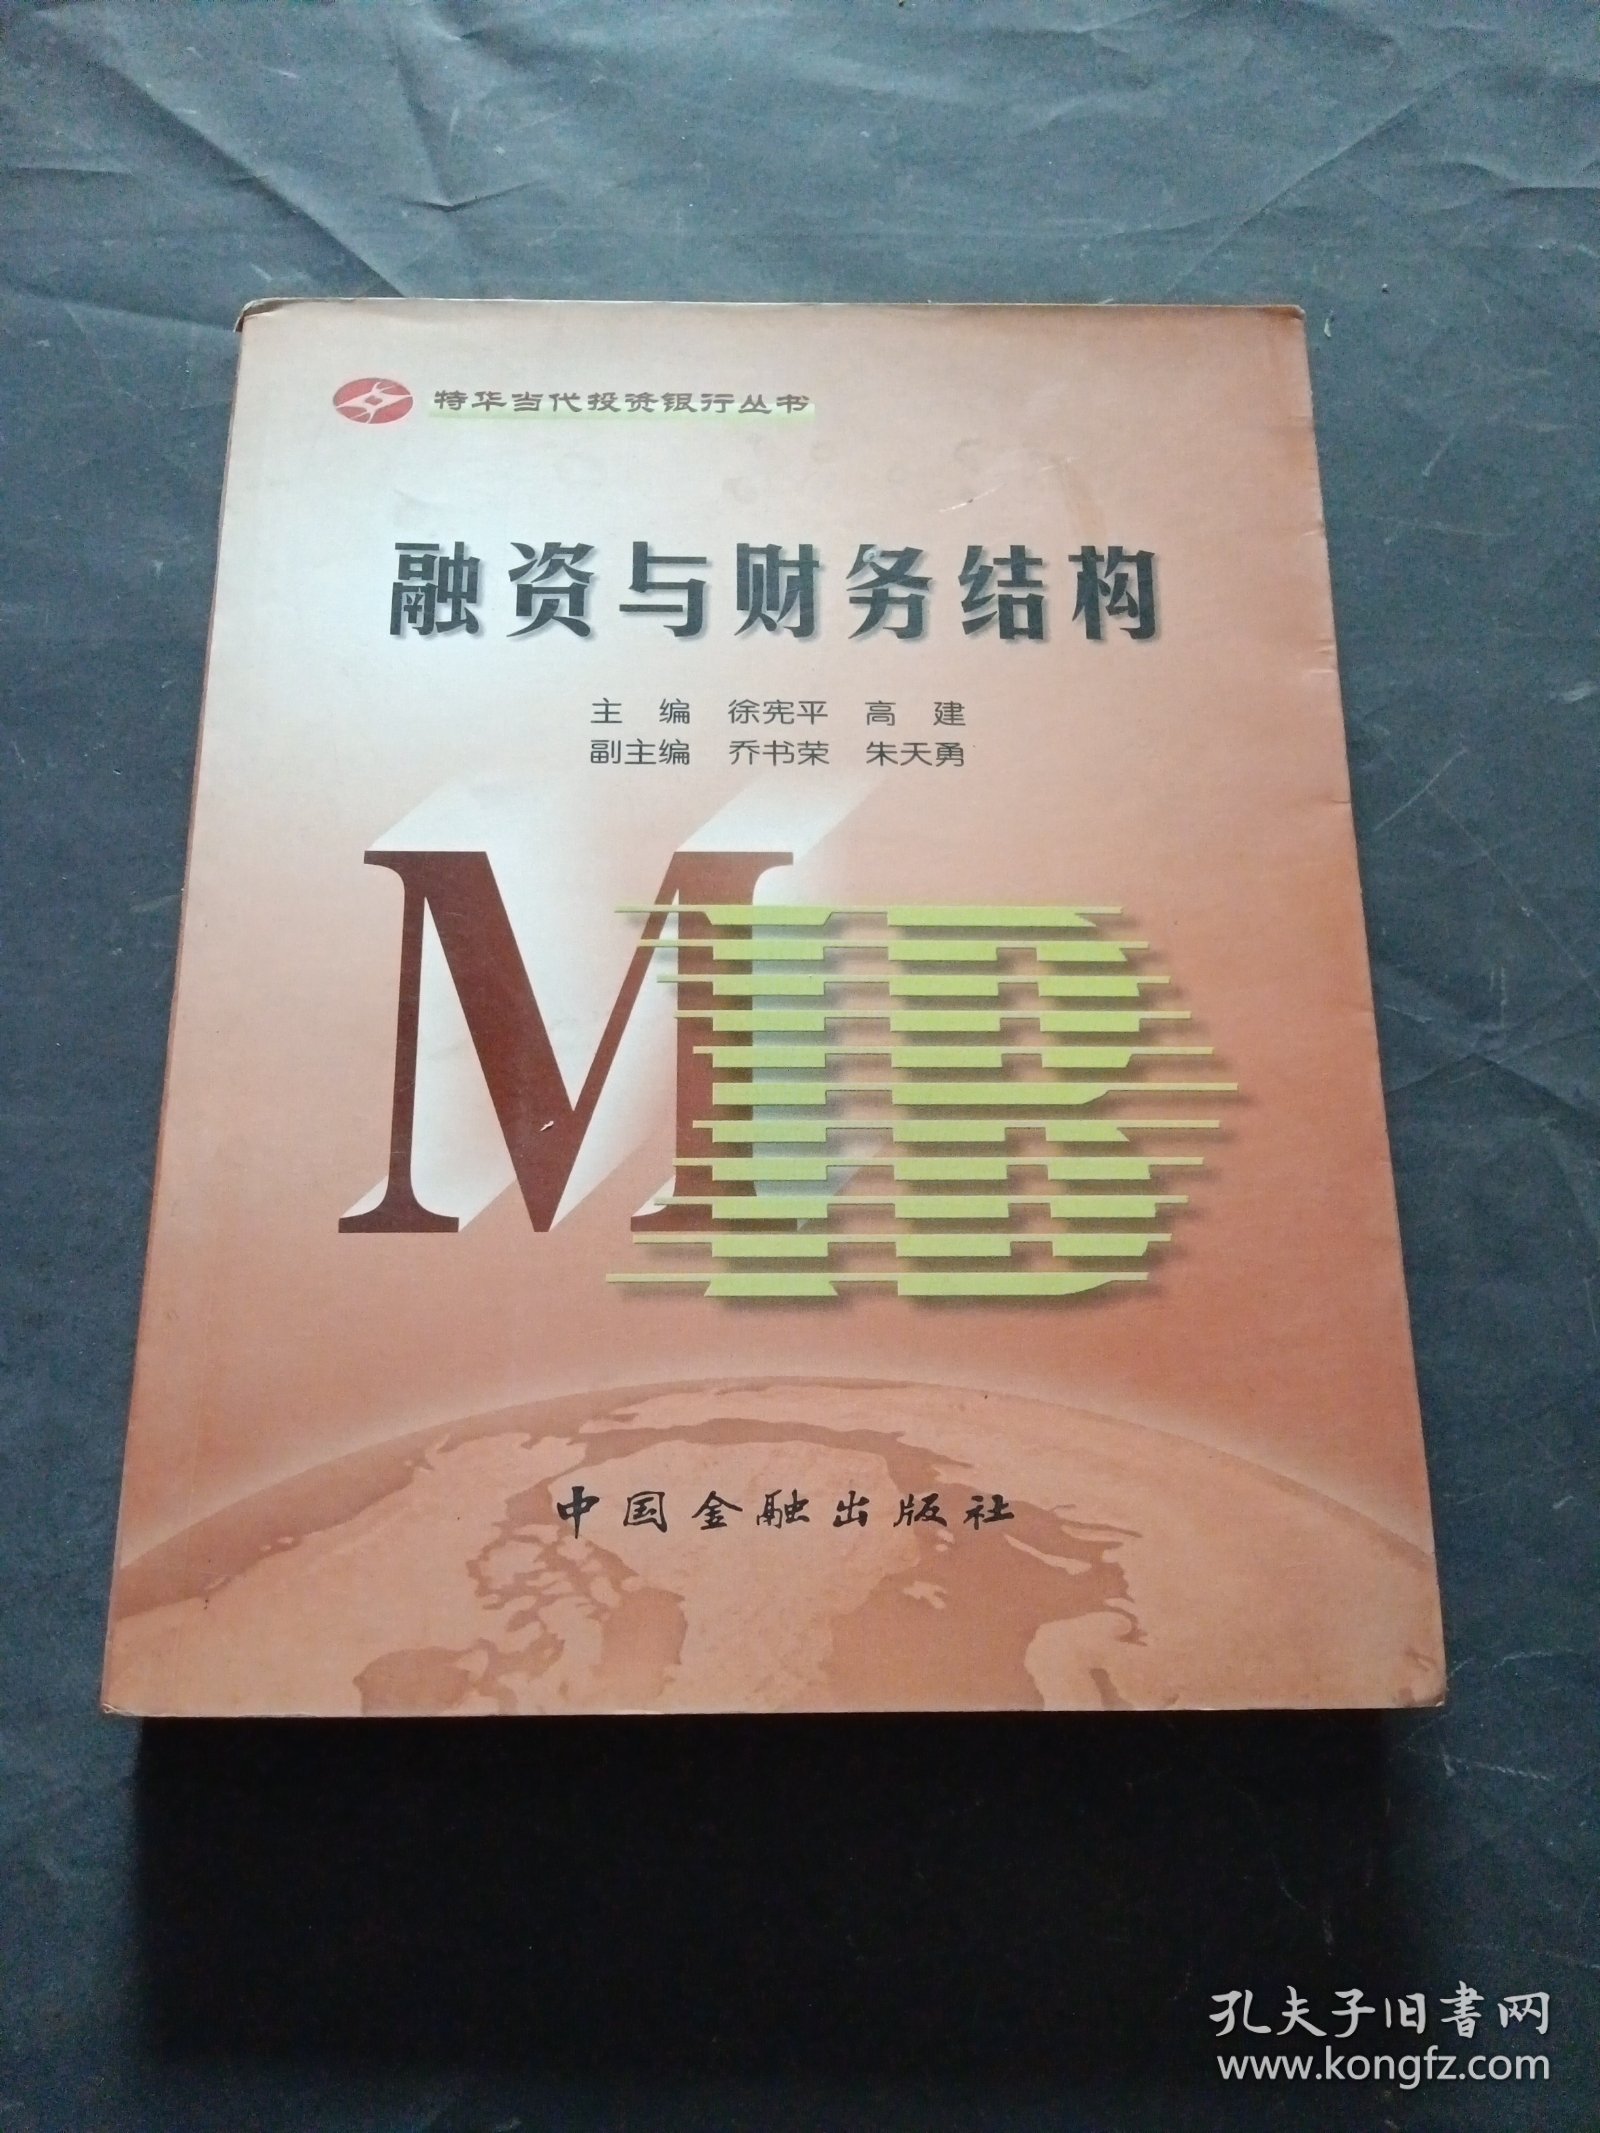 特华当代投资银行丛书
融资与财务结构
主 编 徐宪平 高 建
副主编 乔书荣 朱天勇
M B
中国金融出版社
孔夫子旧书网
www.kongfz.com